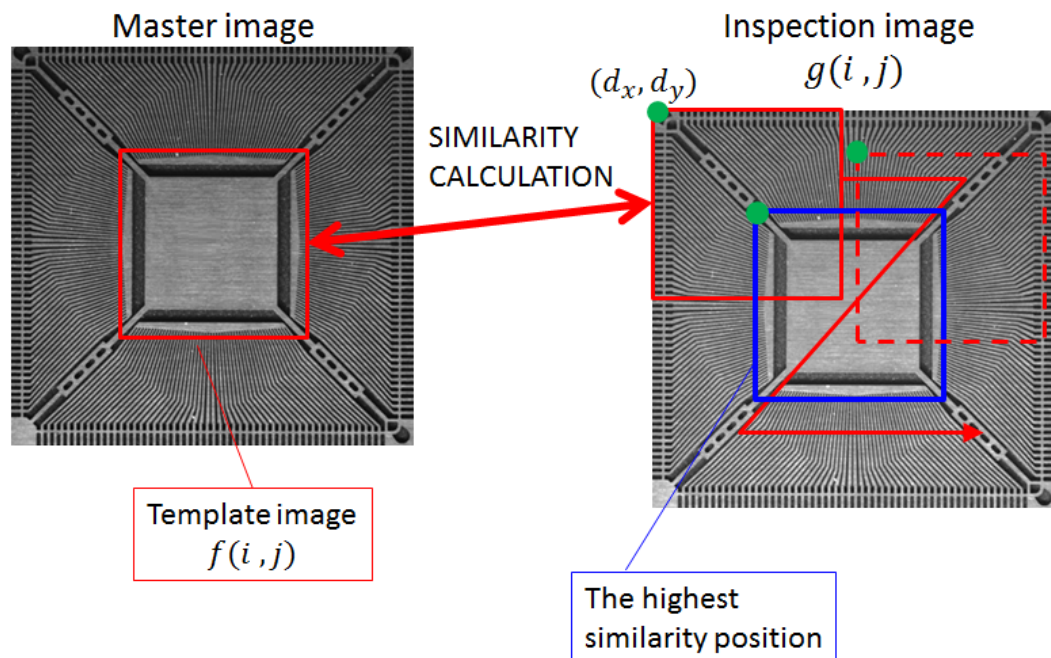 Master image
Inspection image
g(i , j)
(d_x, d_y)
SIMILARITY
CALCULATION
Template image
f(i , j)
The highest
similarity position